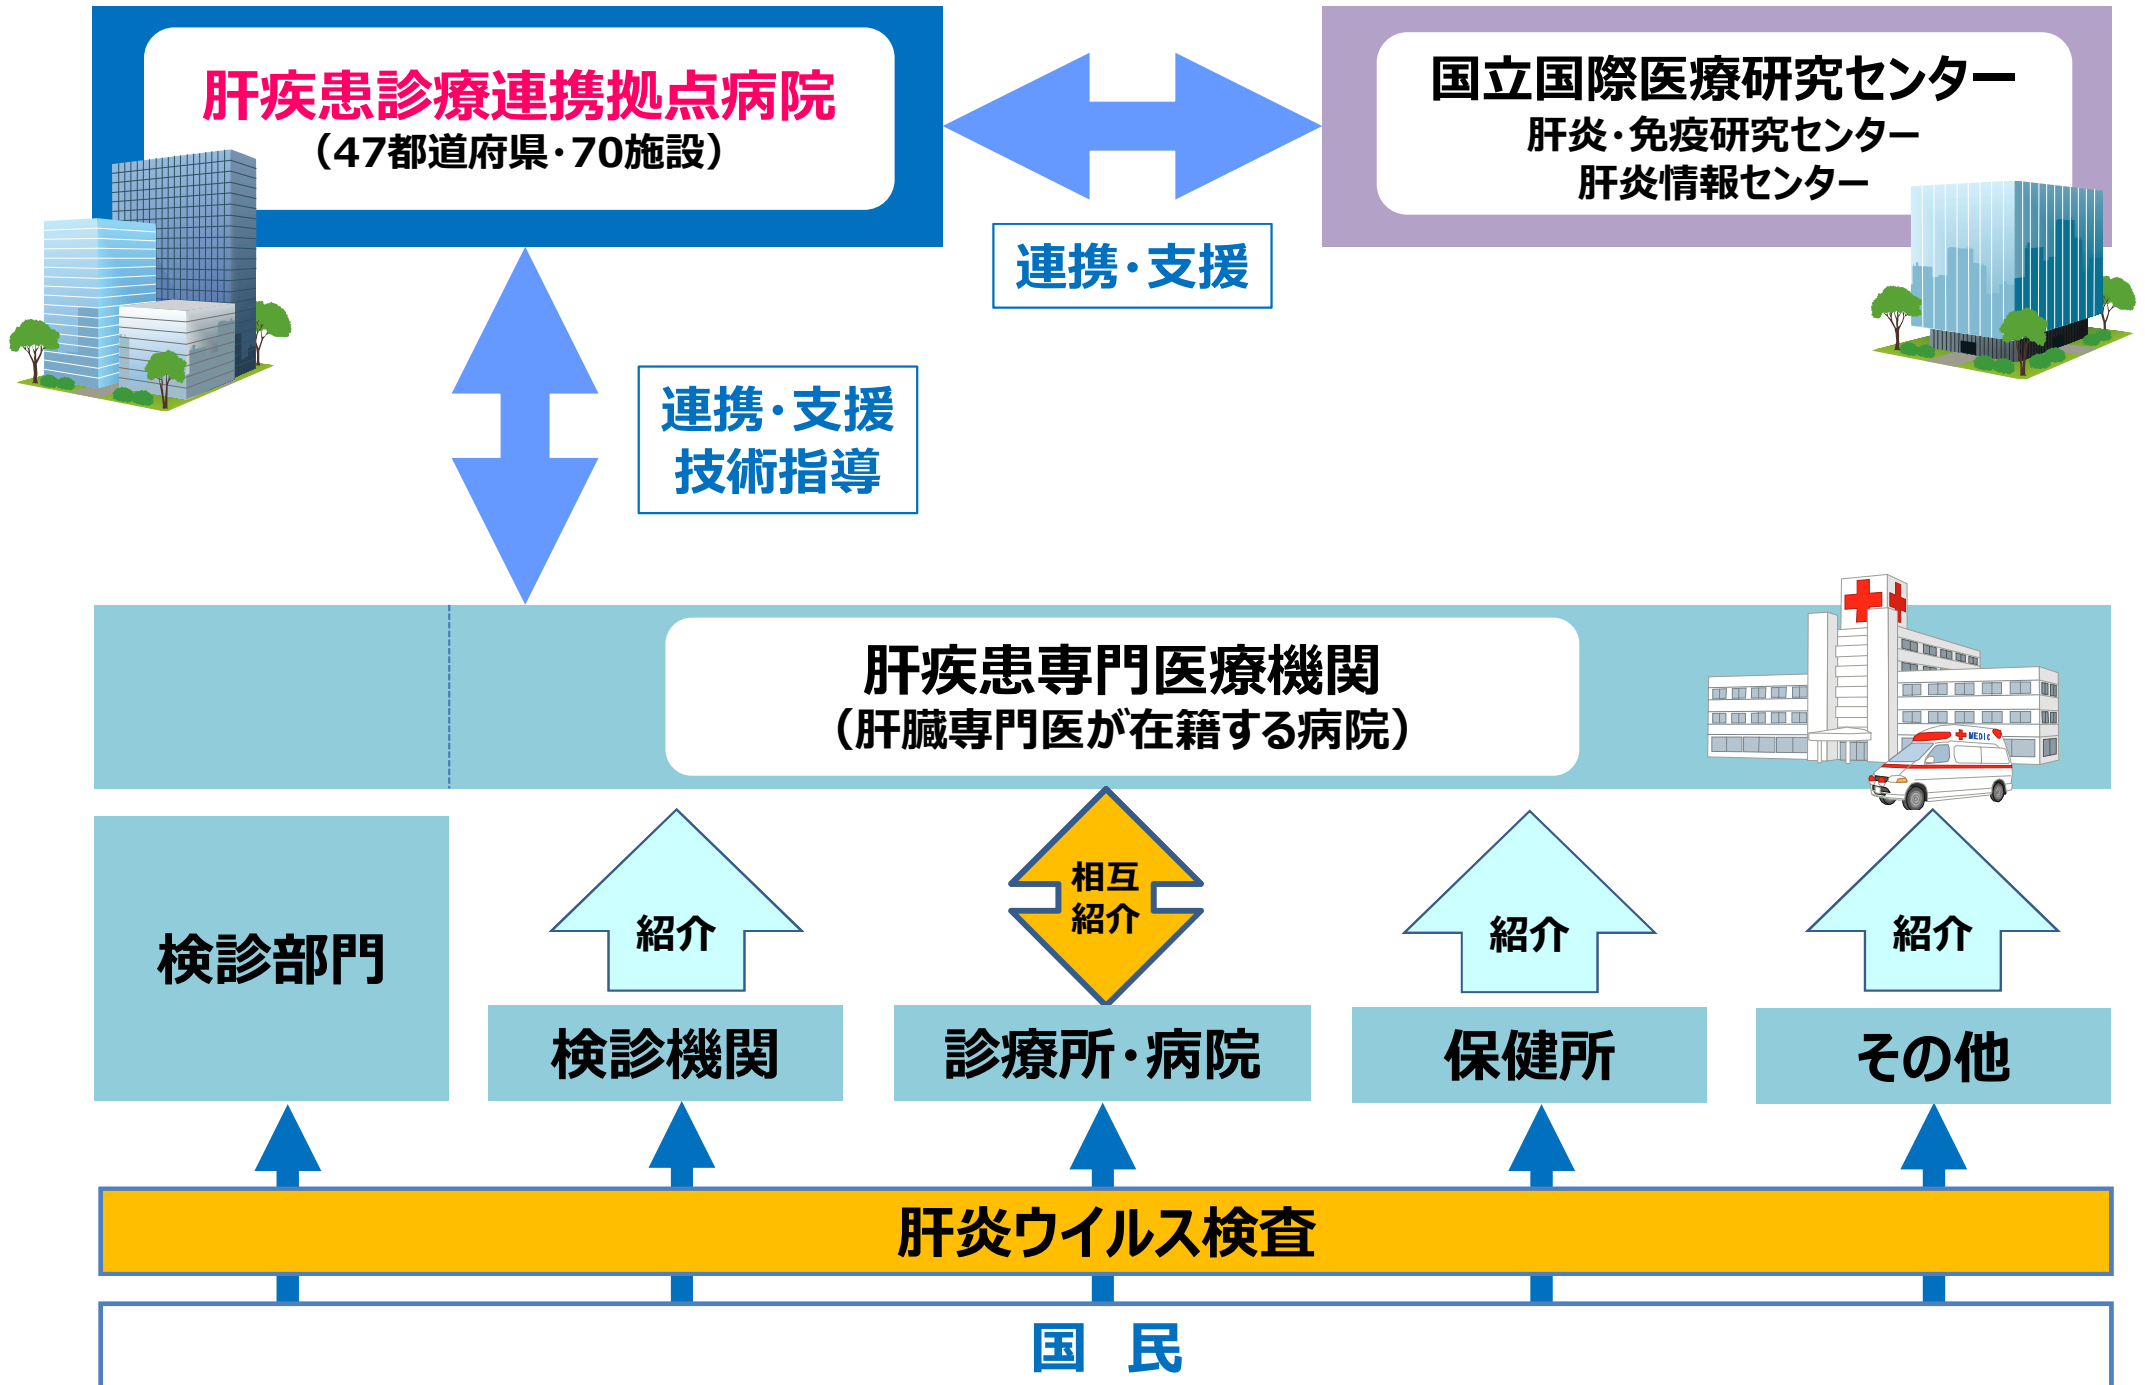 肝疾患診療連携拠点病院
（47都道府県・70施設）
国立国際医療研究センター
肝炎・免疫研究センター
肝炎情報センター
連携・支援
連携・支援
技術指導
肝疾患専門医療機関
（肝臓専門医が在籍する病院）
MEDIC
検診部門
紹介
相互
紹介
紹介
紹介
検診機関
診療所・病院
保健所
その他
肝炎ウイルス検査
国　民